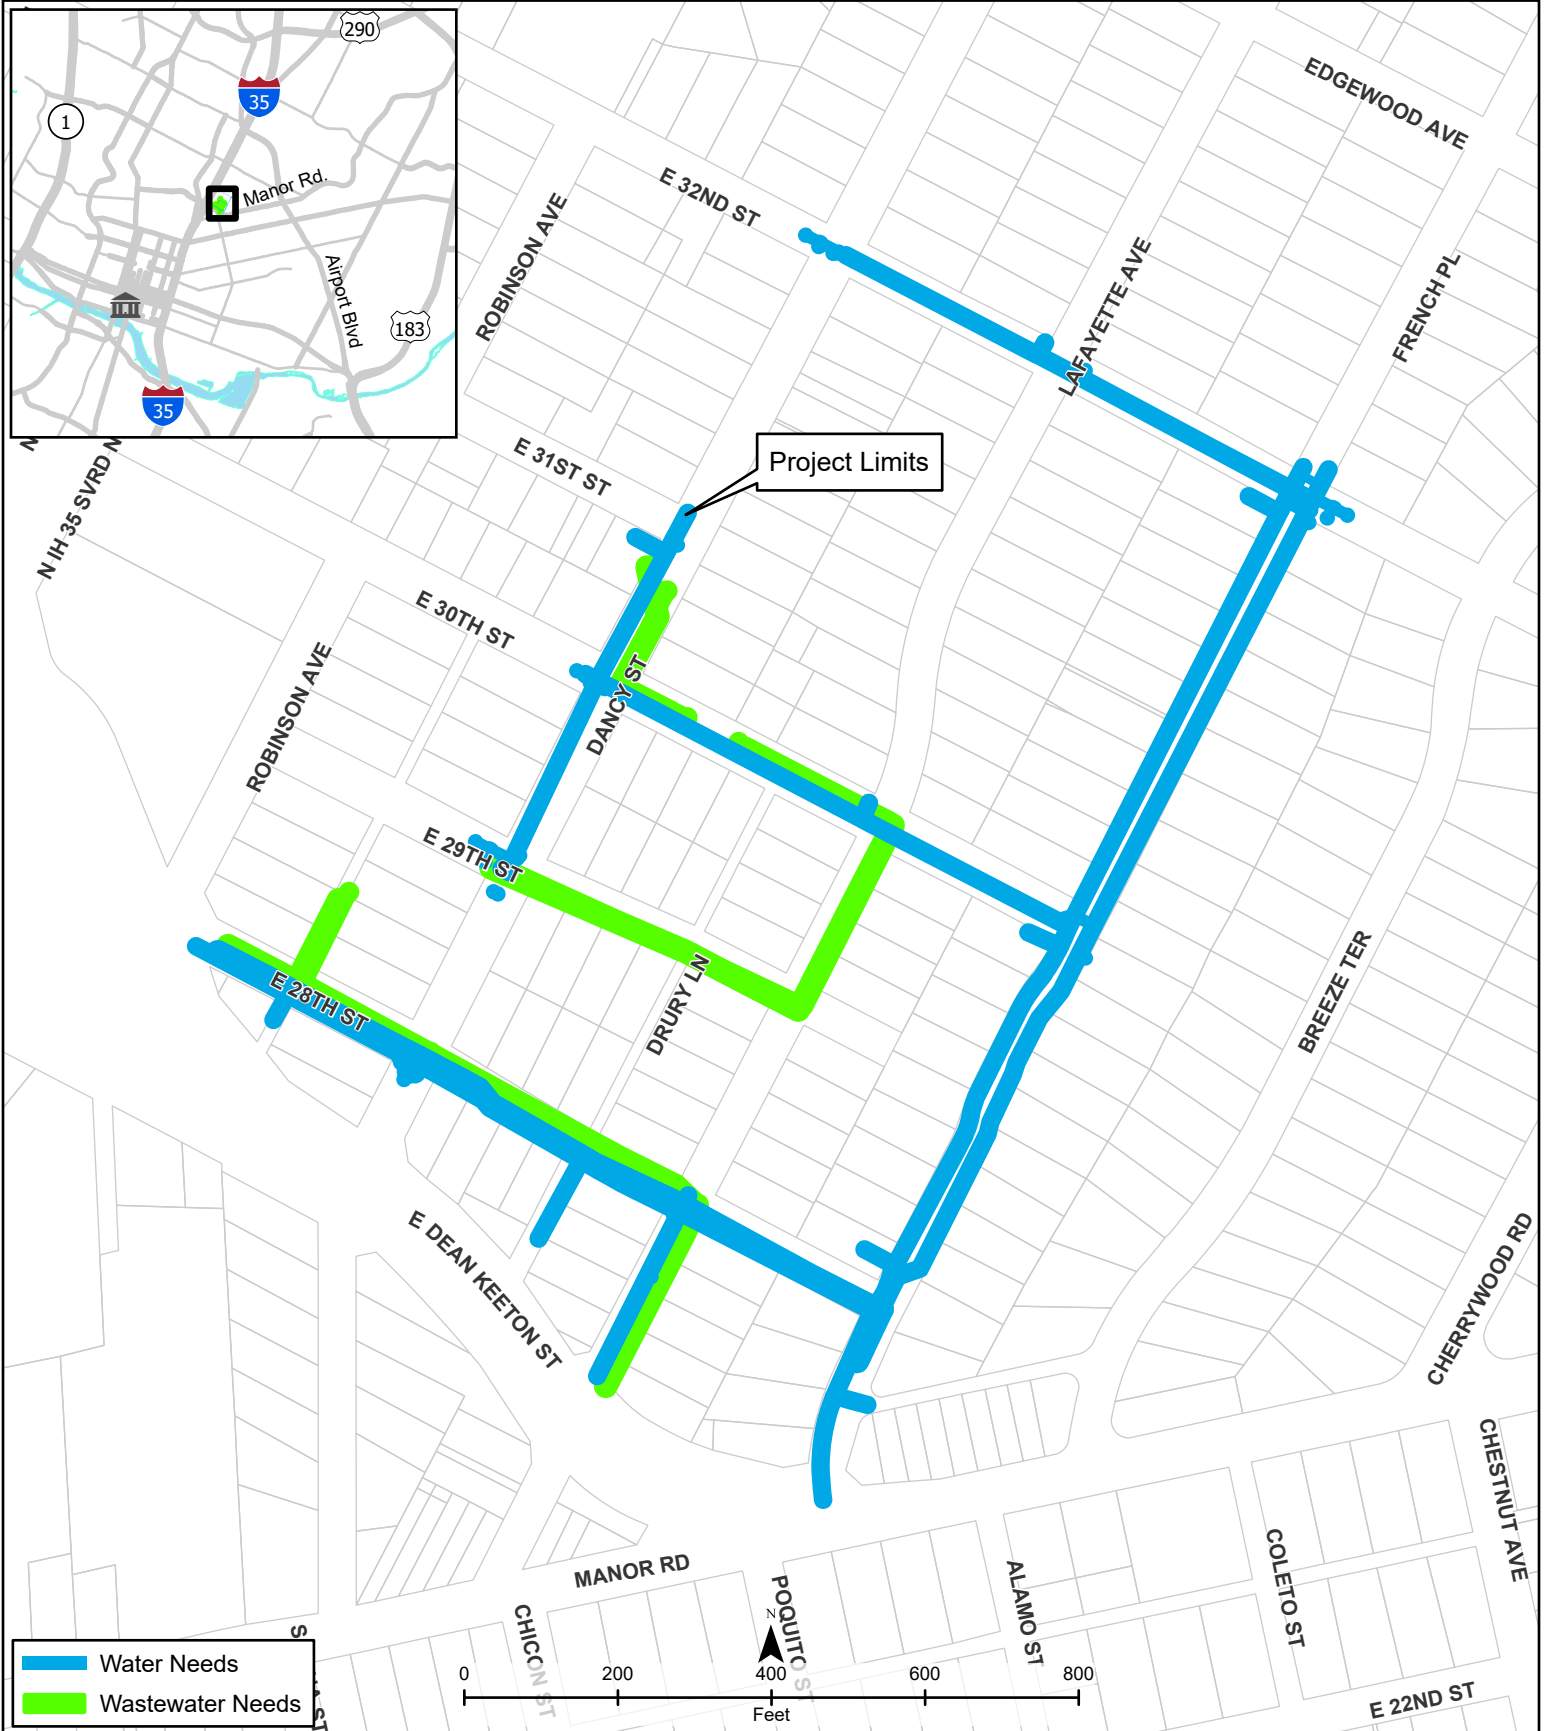 290
35
1
Manor Rd.
Airport Blvd
183
35
EDGEWOOD AVE
E 32ND ST
ROBINSON AVE
LAFAYETTE AVE
FRENCH PL
N IH 35 SVRD N
E 31ST ST
Project Limits
E 30TH ST
ROBINSON AVE
DANCY ST
E 29TH ST
E 28TH ST
DRURY LN
BREEZE TER
E DEAN KEETON ST
CHERRYWOOD RD
CHESTNUT AVE
MANOR RD
COLETO ST
ALAMO ST
POQUITO ST
CHICON ST
E 22ND ST
N
0 200 400 600 800
Feet
Water Needs
Wastewater Needs